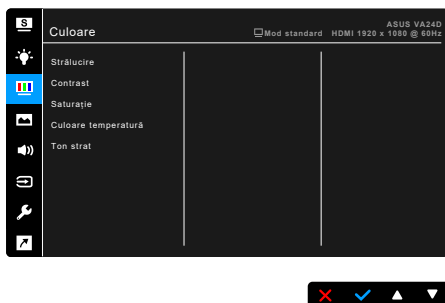 S
Culoare
Mod standard
ASUS VA24D
HDMI 1920 x 1080 @ 60Hz
Strălucire
Contrast
Saturație
Culoare temperatură
Ton strat